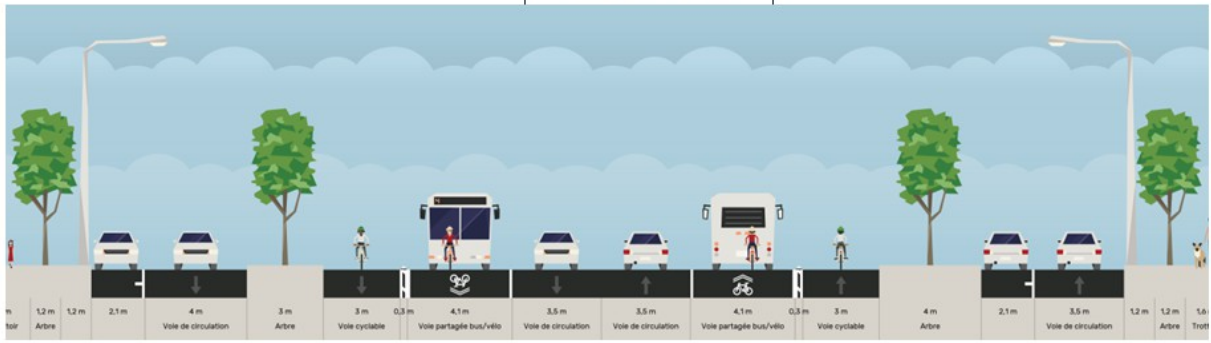 1,2 m 1,2 m 2,1 m 4 m 3 m 3 m 0,3 m 4,1 m 3,5 m 3,5 m 4,1 m 0,3 m 3 m 4 m 2,1 m 3,5 m 1,2 m 1,2 m 1,6
Arbre Voie de circulation Arbre Voie cyclable Voie partagée bus/vélo Voie de circulation Voie de circulation Voie partagée bus/vélo Voie cyclable Arbre Voie de circulation Arbre Trott